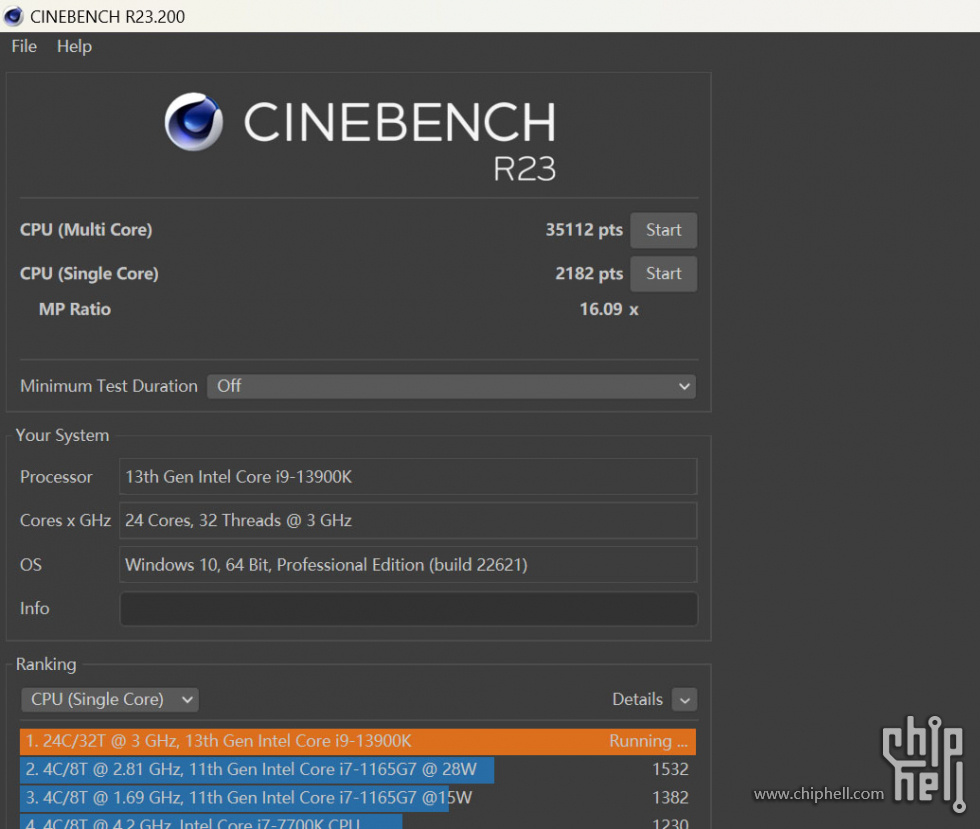 CINEBENCH R23.200
File Help
CINEBENCH
R23
CPU (Multi Core) 35112 pts Start
CPU (Single Core) 2182 pts Start
MP Ratio 16.09 x
Minimum Test Duration Off
Your System
Processor 13th Gen Intel Core i9-13900K
Cores x GHz 24 Cores, 32 Threads @ 3 GHz
OS Windows 10, 64 Bit, Professional Edition (build 22621)
Info
Ranking
CPU (Single Core) Details
1. 24C/32T @ 3 GHz, 13th Gen Intel Core i9-13900K Running ...
2. 4C/8T @ 2.81 GHz, 11th Gen Intel Core i7-1165G7 @ 28W 1532
3. 4C/8T @ 1.69 GHz, 11th Gen Intel Core i7-1165G7 @15W 1382
4. 4C/8T @ 4.2 GHz, Intel Core i7-7700K CPU 1230
www.chiphell.com
chip
hell